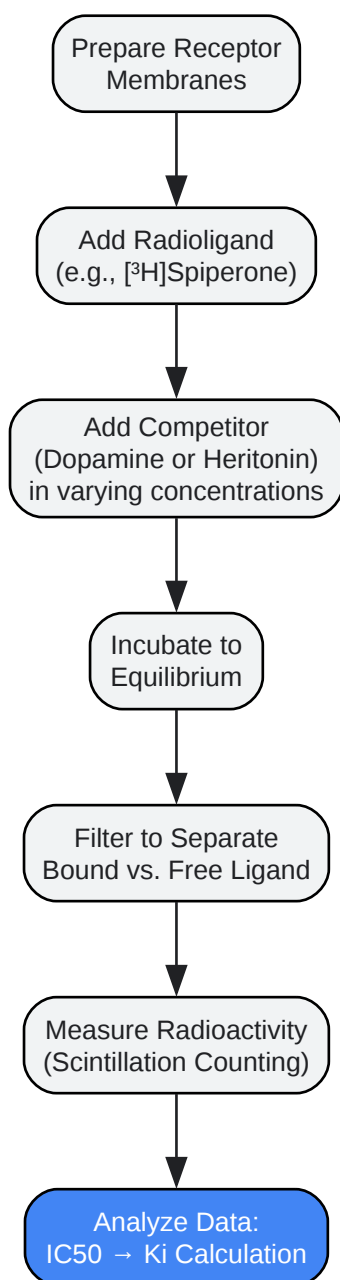 Prepare Receptor
Membranes
Add Radioligand
(e.g., [³H]Spiperone)
Add Competitor
(Dopamine or Heritonin)
in varying concentrations
Incubate to
Equilibrium
Filter to Separate
Bound vs. Free Ligand
Measure Radioactivity
(Scintillation Counting)
Analyze Data:
IC50 → Ki Calculation